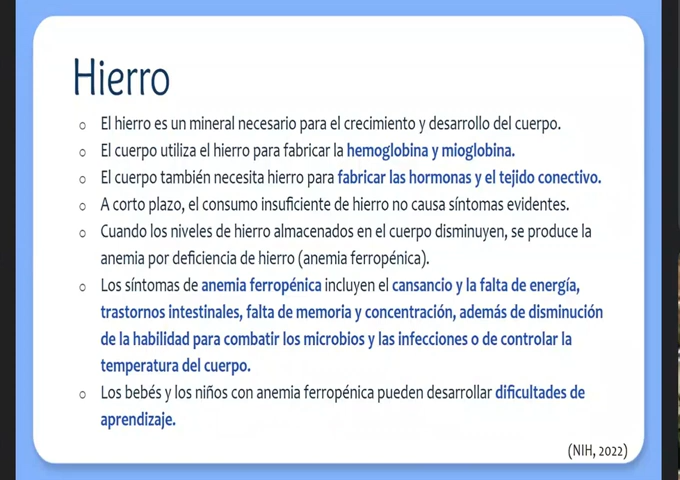 Hierro
○ El hierro es un mineral necesario para el crecimiento y desarrollo del cuerpo.
○ El cuerpo utiliza el hierro para fabricar la hemoglobina y mioglobina.
○ El cuerpo también necesita hierro para fabricar las hormonas y el tejido conectivo.
○ A corto plazo, el consumo insuficiente de hierro no causa síntomas evidentes.
○ Cuando los niveles de hierro almacenados en el cuerpo disminuyen, se produce la
anemia por deficiencia de hierro (anemia ferropénica).
○ Los síntomas de anemia ferropénica incluyen el cansancio y la falta de energía,
trastornos intestinales, falta de memoria y concentración, además de disminución
de la habilidad para combatir los microbios y las infecciones o de controlar la
temperatura del cuerpo.
○ Los bebés y los niños con anemia ferropénica pueden desarrollar dificultades de
aprendizaje.
(NIH, 2022)